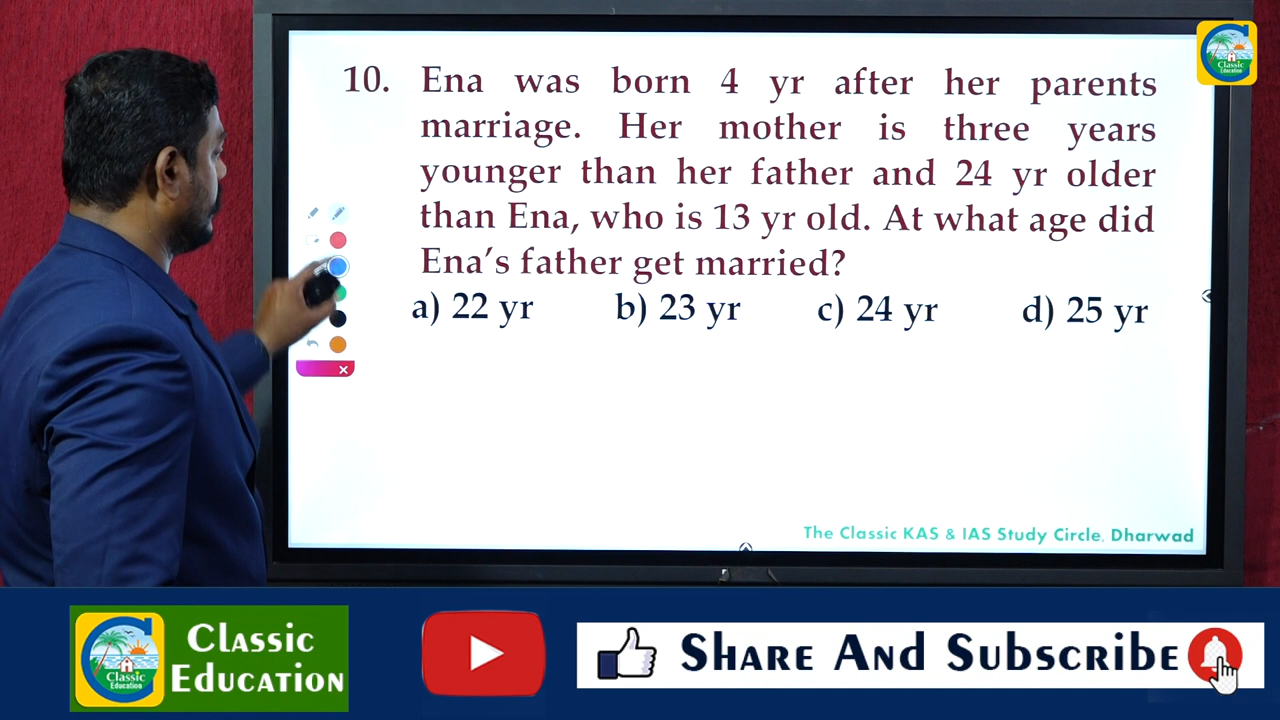 10. Ena was born 4 yr after her parents
marriage. Her mother is three years
younger than her father and 24 yr older
than Ena, who is 13 yr old. At what age did
Ena's father get married?
a) 22 yr b) 23 yr c) 24 yr d) 25 yr
The Classic KAS & IAS Study Circle, Dharwad
Classic
Education
Classic
Education
Classic
Education
Share And Subscribe